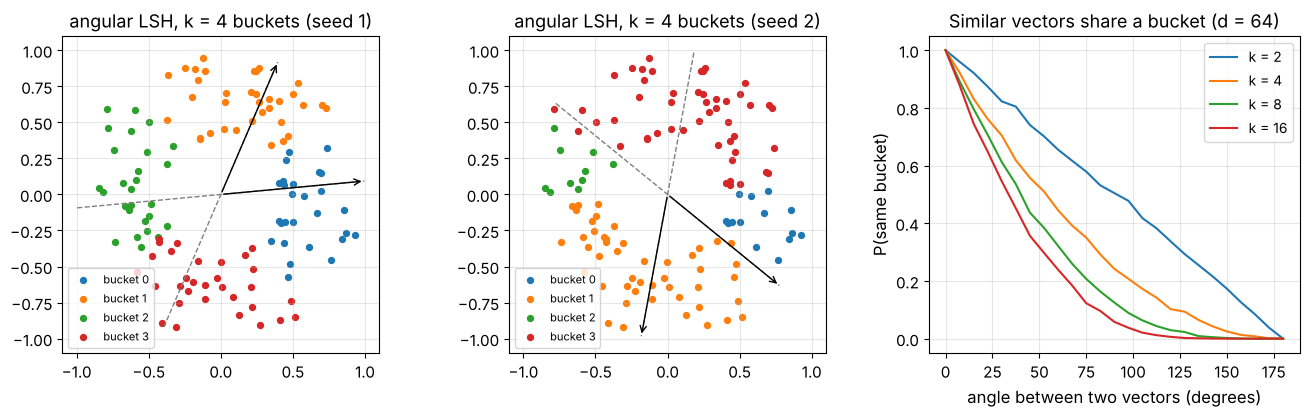 angular LSH, k = 4 buckets (seed 1)
1.00
0.75
0.50
0.25
0.00
−0.25
−0.50
−0.75
−1.00
bucket 0
bucket 1
bucket 2
bucket 3
−1.0
−0.5
0.0
0.5
1.0
angular LSH, k = 4 buckets (seed 2)
1.00
0.75
0.50
0.25
0.00
−0.25
−0.50
−0.75
−1.00
bucket 0
bucket 1
bucket 2
bucket 3
−1.0
−0.5
0.0
0.5
1.0
Similar vectors share a bucket (d = 64)
P(same bucket)
1.0
0.8
0.6
0.4
0.2
0.0
k = 2
k = 4
k = 8
k = 16
0
25
50
75
100
125
150
175
angle between two vectors (degrees)